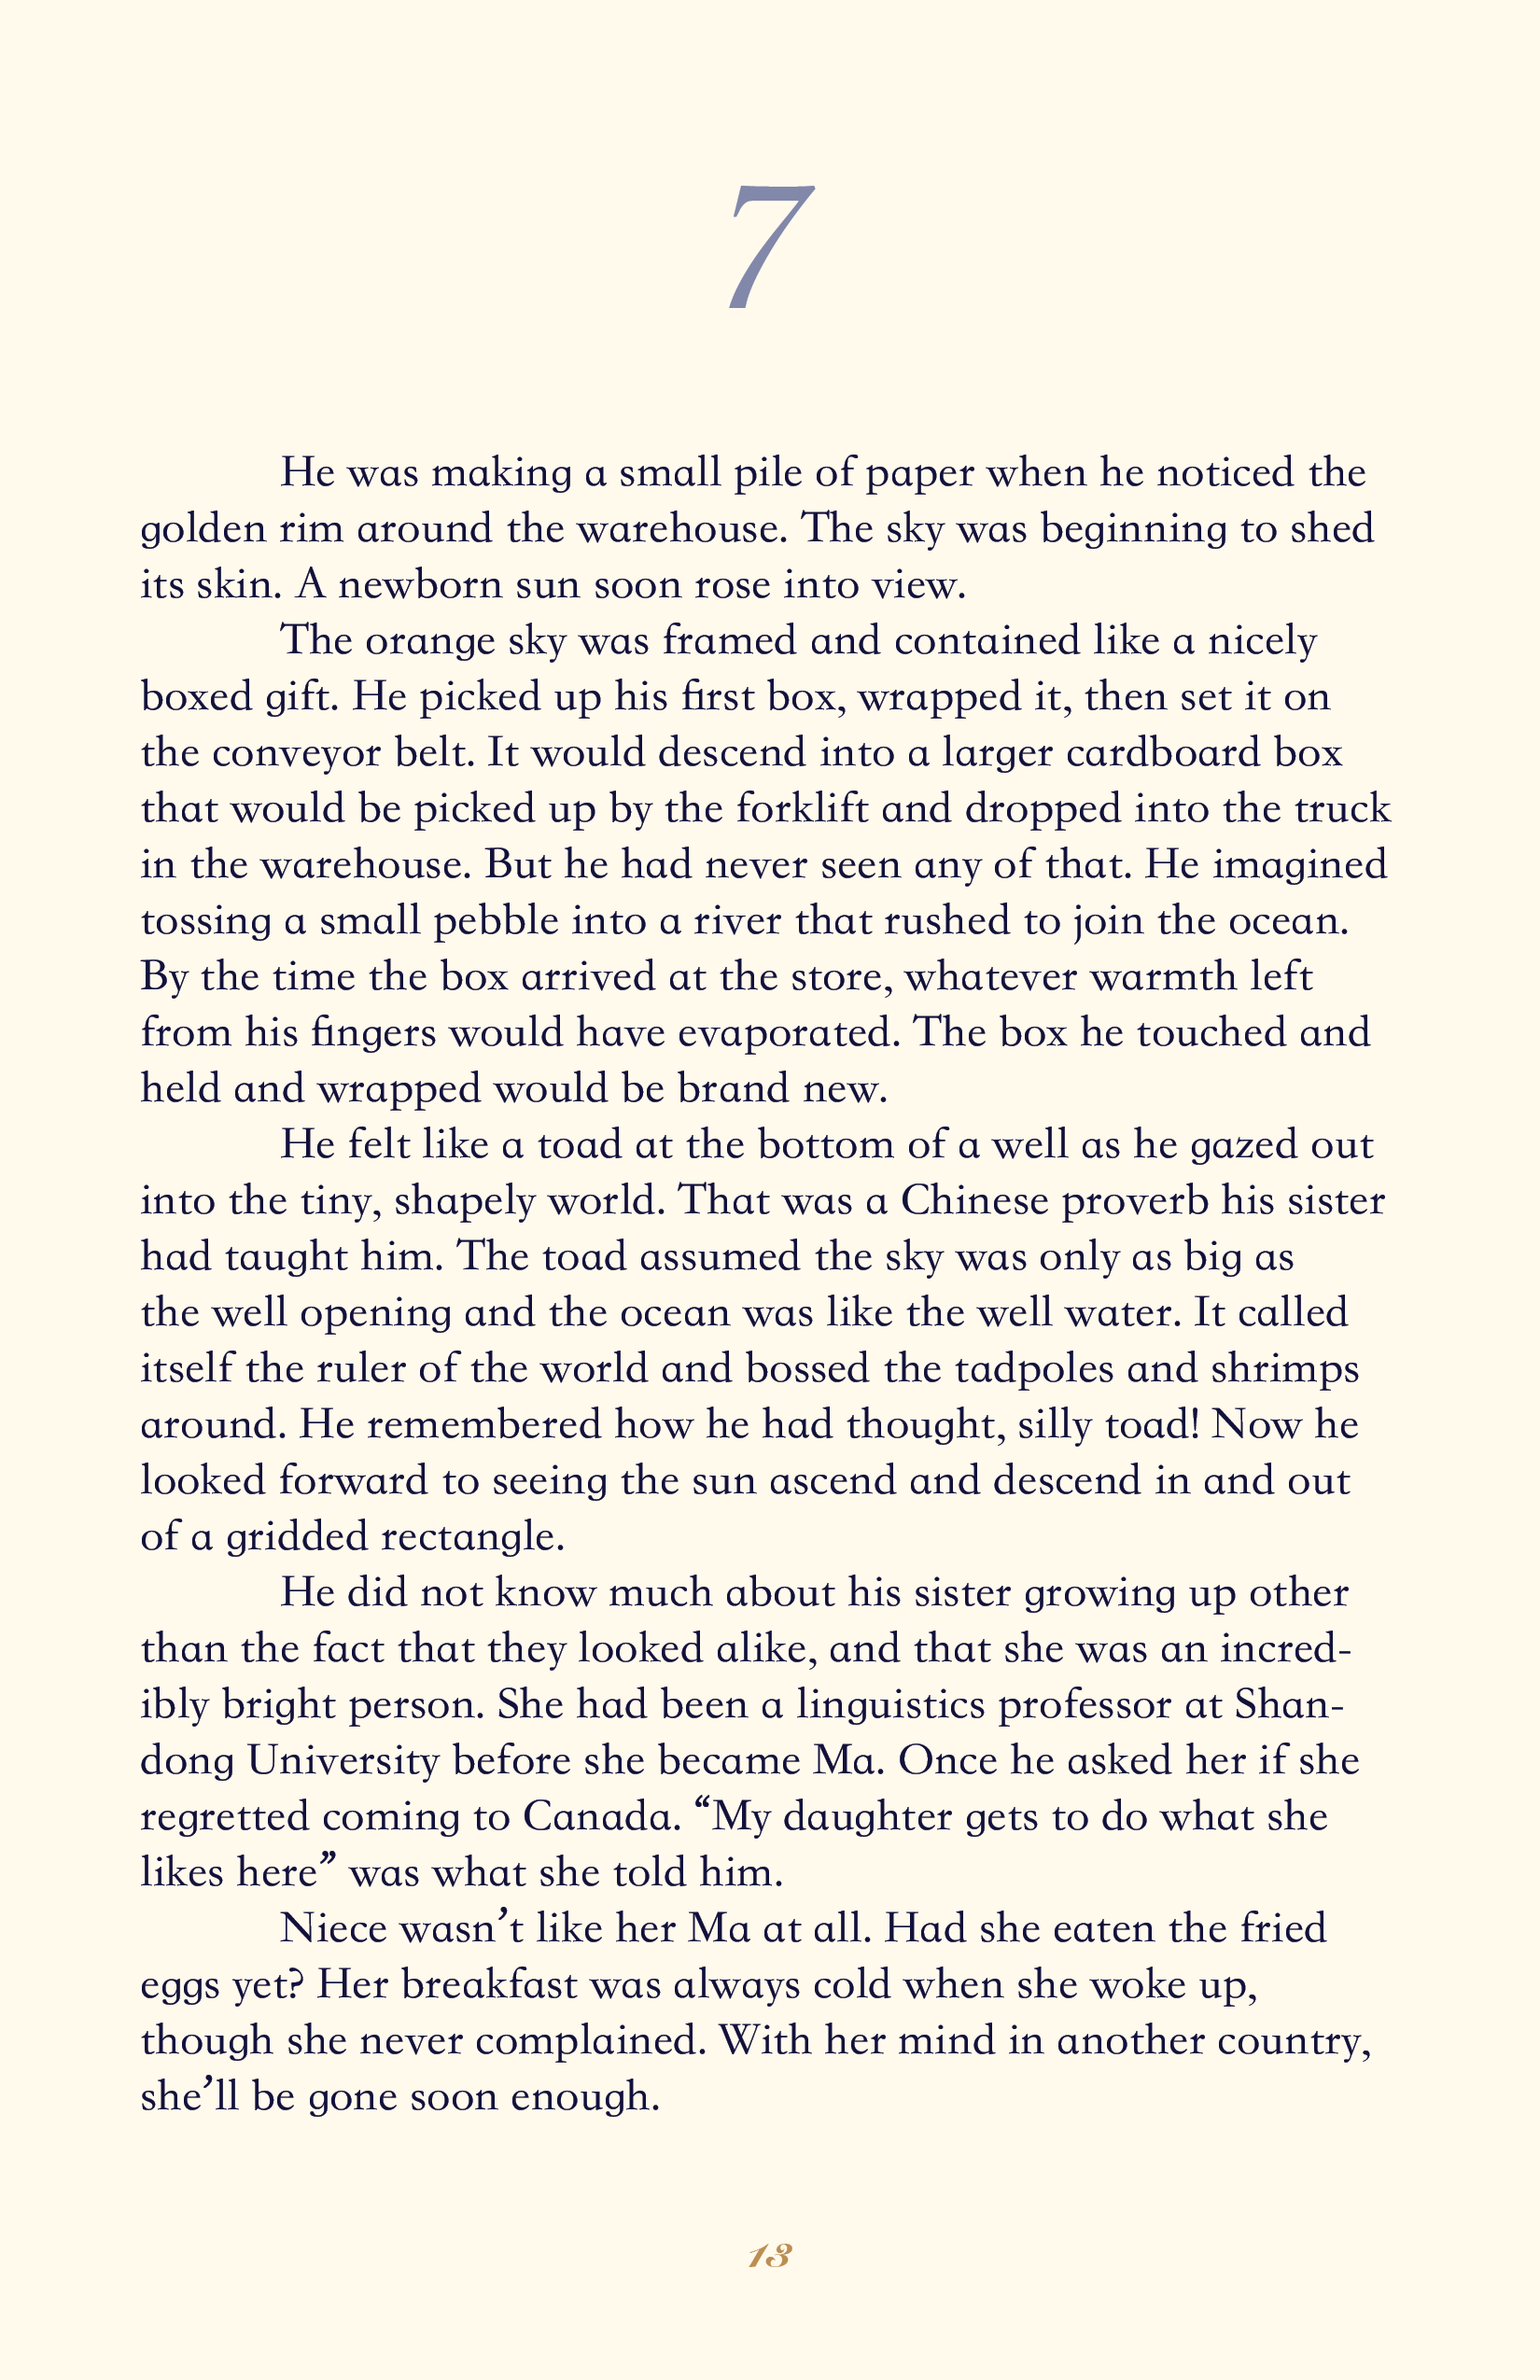 7
He was making a small pile of paper when he noticed the
golden rim around the warehouse. The sky was beginning to shed
its skin. A newborn sun soon rose into view.
The orange sky was framed and contained like a nicely
boxed gift. He picked up his first box, wrapped it, then set it on
the conveyor belt. It would descend into a larger cardboard box
that would be picked up by the forklift and dropped into the truck
in the warehouse. But he had never seen any of that. He imagined
tossing a small pebble into a river that rushed to join the ocean.
By the time the box arrived at the store, whatever warmth left
from his fingers would have evaporated. The box he touched and
held and wrapped would be brand new.
He felt like a toad at the bottom of a well as he gazed out
into the tiny, shapely world. That was a Chinese proverb his sister
had taught him. The toad assumed the sky was only as big as
the well opening and the ocean was like the well water. It called
itself the ruler of the world and bossed the tadpoles and shrimps
around. He remembered how he had thought, silly toad! Now he
looked forward to seeing the sun ascend and descend in and out
of a gridded rectangle.
He did not know much about his sister growing up other
than the fact that they looked alike, and that she was an incred-
ibly bright person. She had been a linguistics professor at Shan-
dong University before she became Ma. Once he asked her if she
regretted coming to Canada. “My daughter gets to do what she
likes here” was what she told him.
Niece wasn’t like her Ma at all. Had she eaten the fried
eggs yet? Her breakfast was always cold when she woke up,
though she never complained. With her mind in another country,
she’ll be gone soon enough.
13